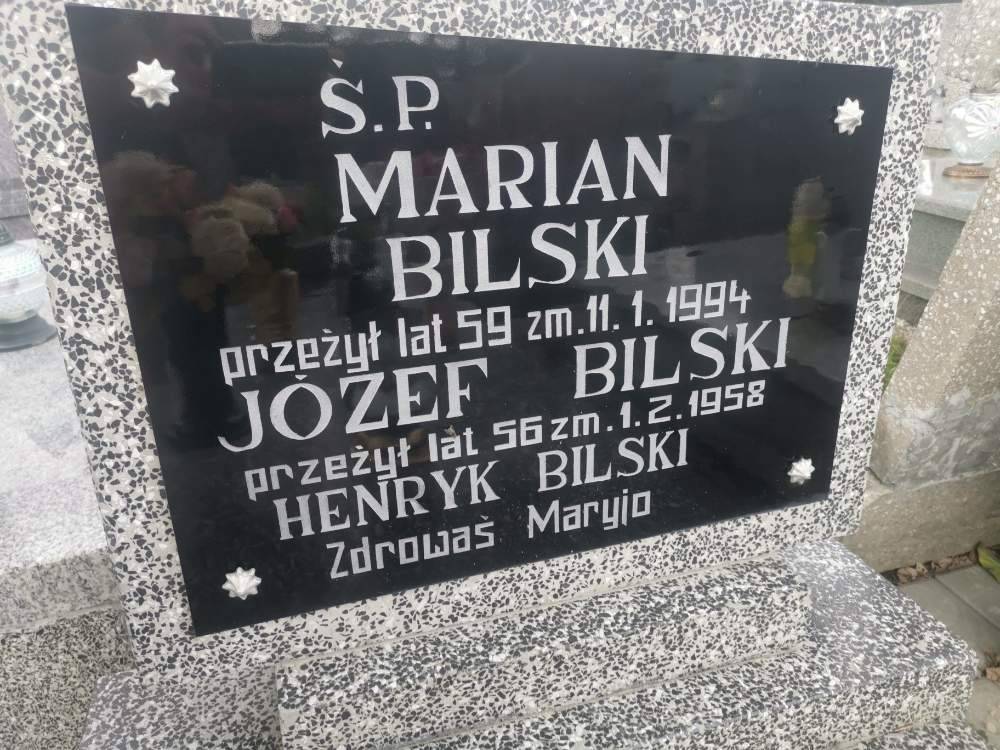 Ś.P.
MARIAN
BILSKI
przeżył lat 59 zm. 11. 1. 1994
JÓZEF BILSKI
przeżył lat 56 zm. 1. 2. 1958
HENRYK BILSKI
Zdrowaś Maryjo